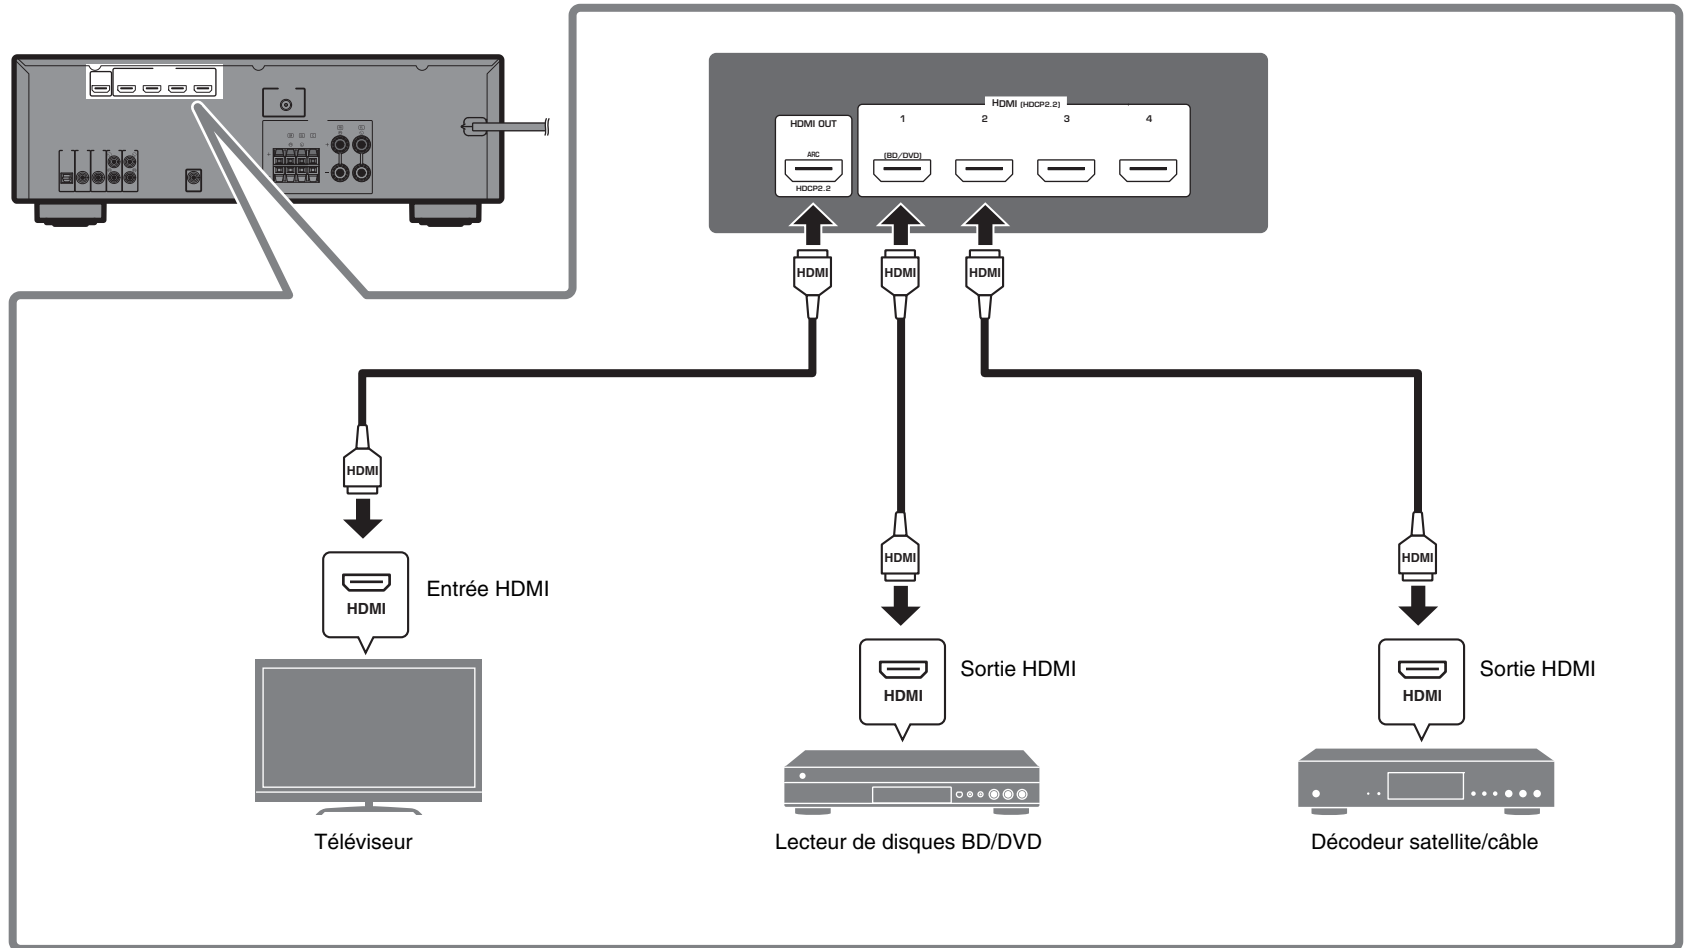 HDMI (HDCP2.2)
HDMI OUT
1
2
3
4
ARC
(BD/DVD)
HDCP2.2
HDMI
HDMI
HDMI
HDMI
HDMI
HDMI
HDMI
Entrée HDMI
HDMI
Sortie HDMI
HDMI
Sortie HDMI
Téléviseur
Lecteur de disques BD/DVD
Décodeur satellite/câble